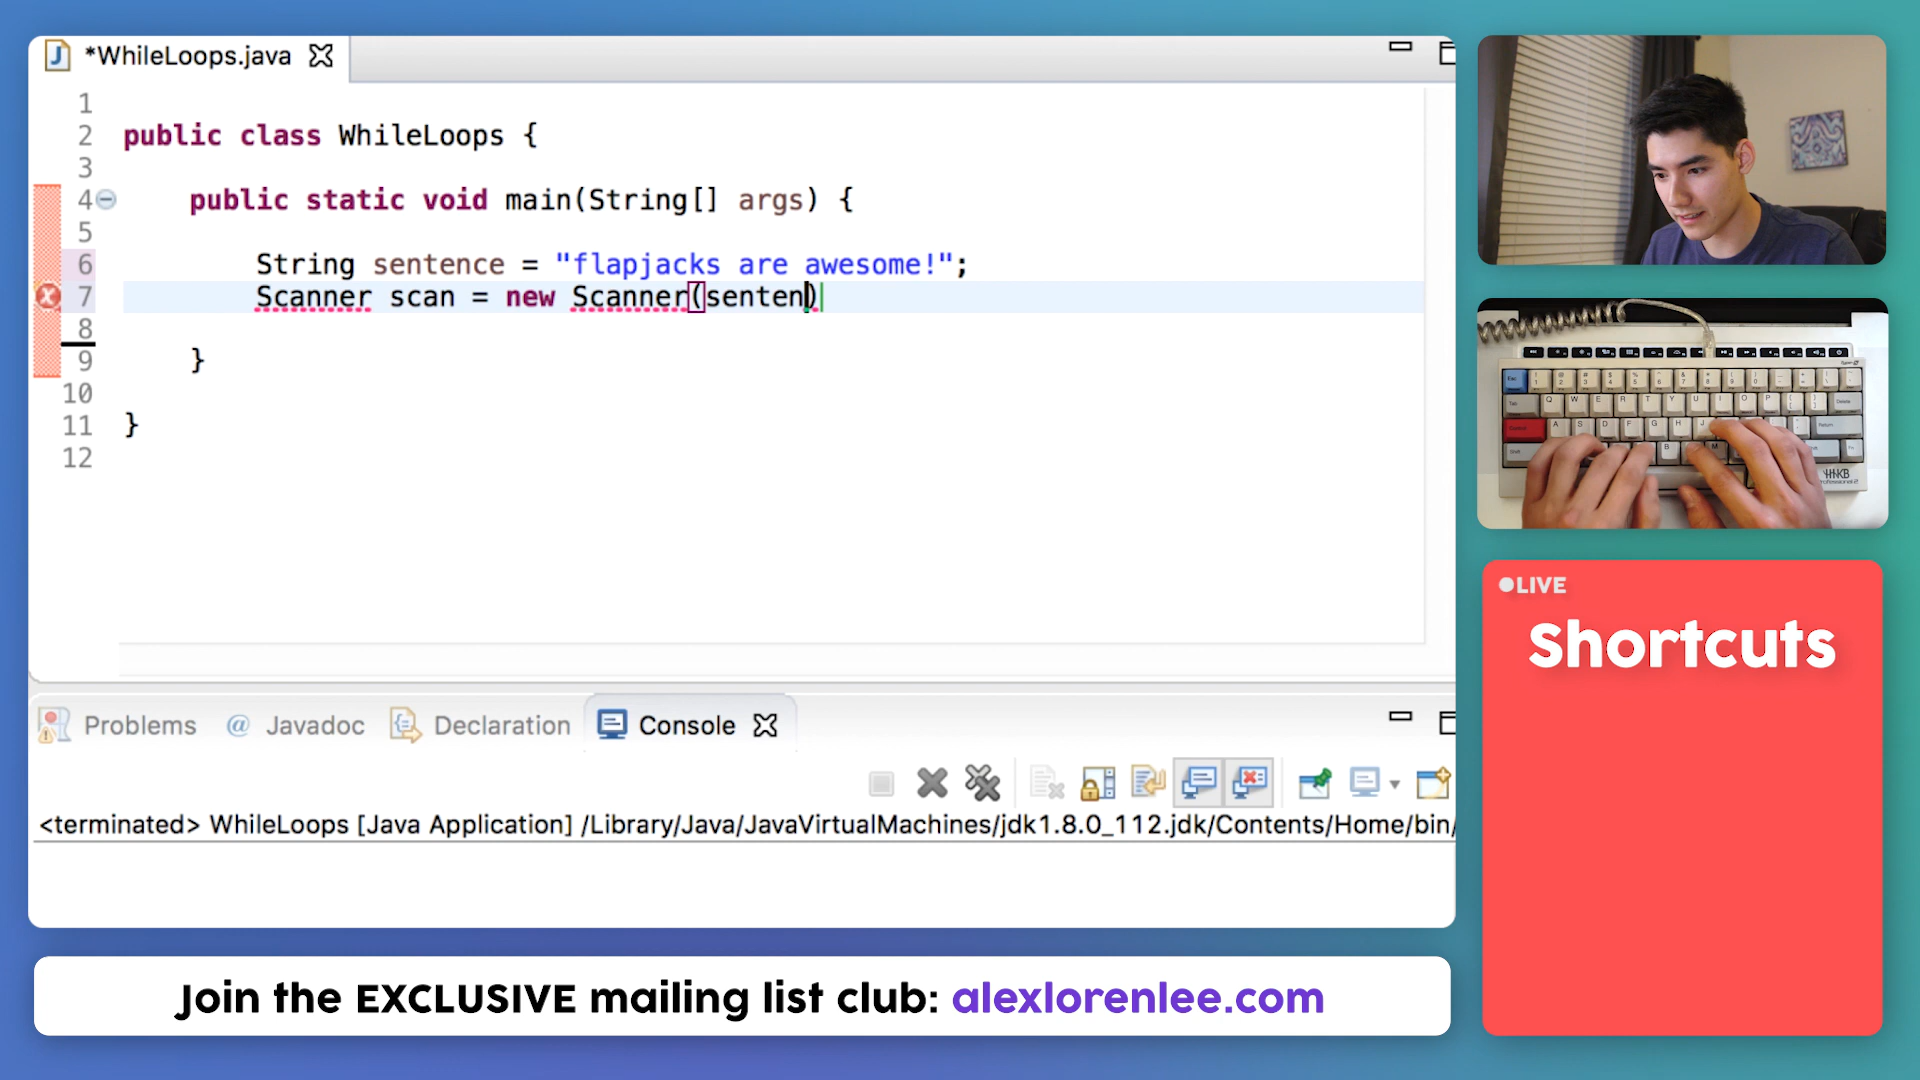 *WhileLoops.java
1
2 public class WhileLoops {
3
4 public static void main(String[] args) {
5
6 String sentence = "flapjacks are awesome!";
7 Scanner scan = new Scanner(senten)
8
9 }
10
11 }
12
Problems @ Javadoc Declaration Console
<terminated> WhileLoops [Java Application] /Library/Java/JavaVirtualMachines/jdk1.8.0_112.jdk/Contents/Home/bin/
Join the EXCLUSIVE mailing list club: alexlorenlee.com
LIVE
Shortcuts
HHKB